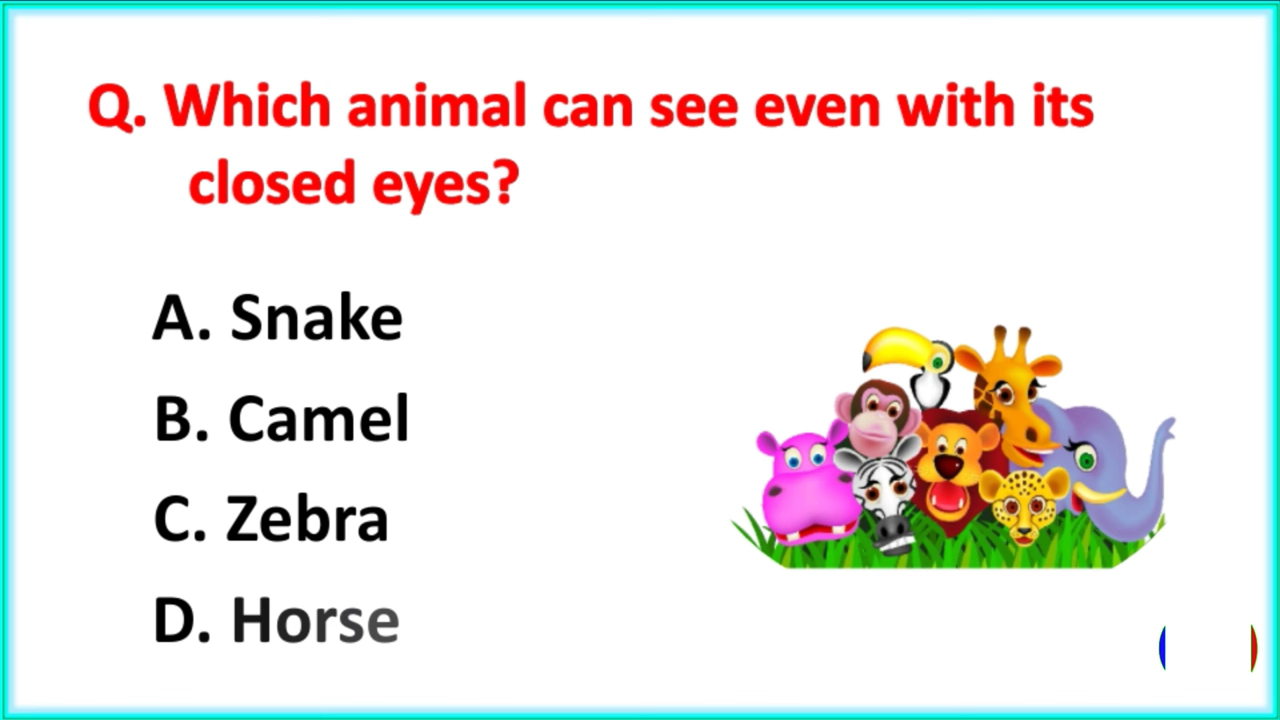 Q. Which animal can see even with its
closed eyes?
A. Snake
B. Camel
C. Zebra
D. Horse